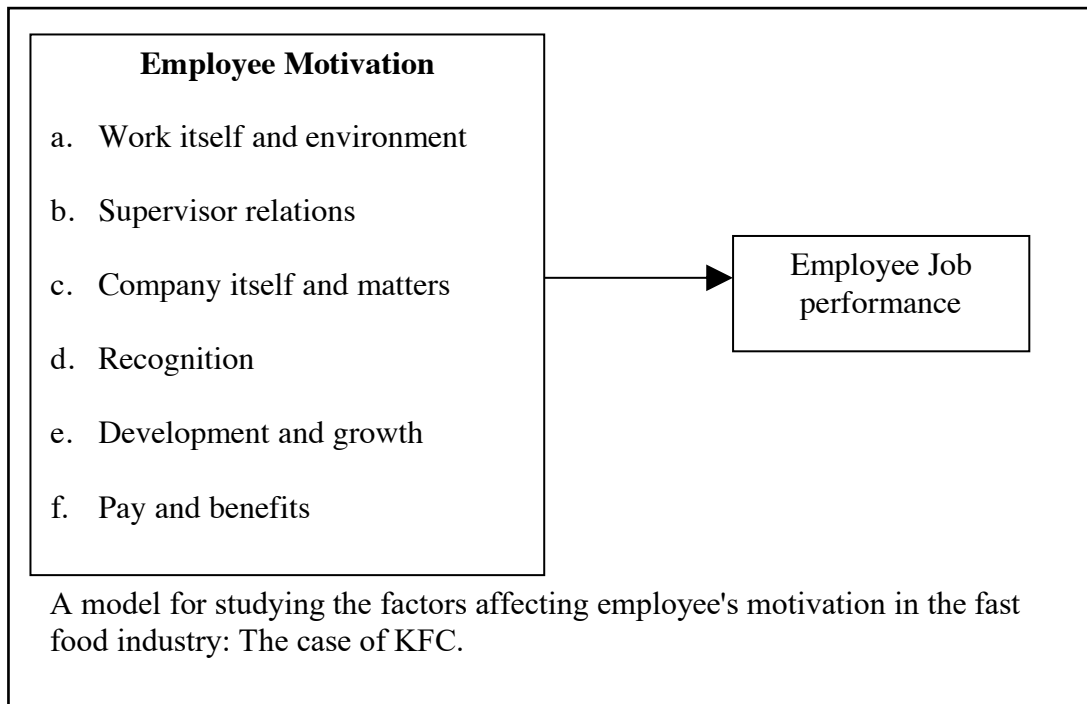 Employee Motivation
a. Work itself and environment
b. Supervisor relations
c. Company itself and matters
d. Recognition
e. Development and growth
f. Pay and benefits
Employee Job
performance
A model for studying the factors affecting employee's motivation in the fast
food industry: The case of KFC.